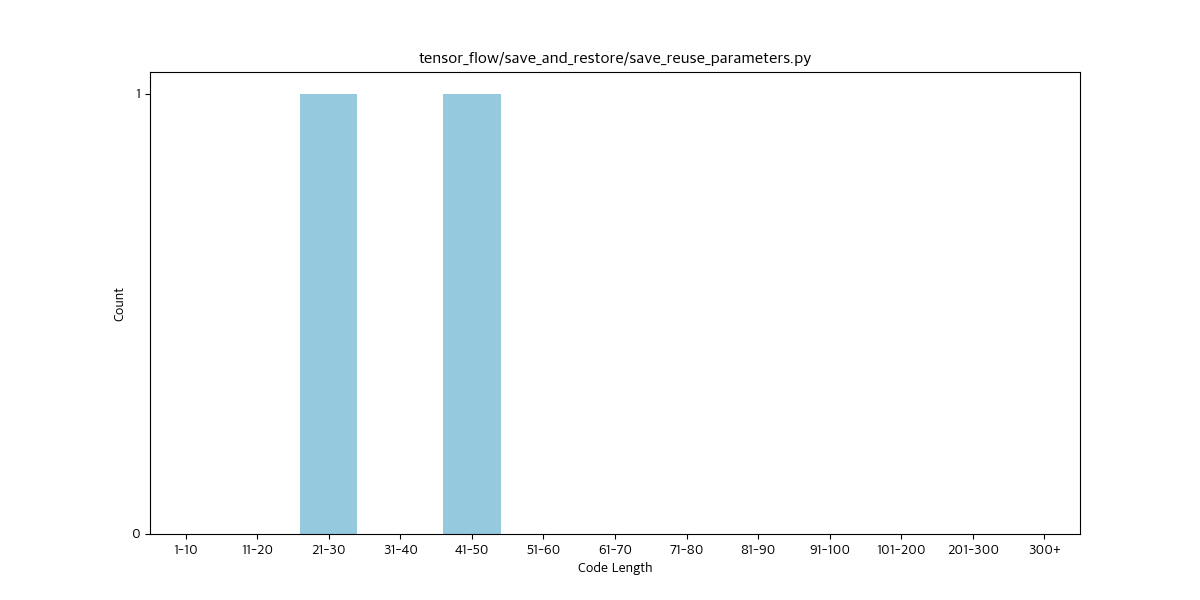 tensor_flow/save_and_restore/save_reuse_parameters.py
1
Count
0
1-10 11-20 21-30 31-40 41-50 51-60 61-70 71-80 81-90 91-100 101-200 201-300 300+
Code Length